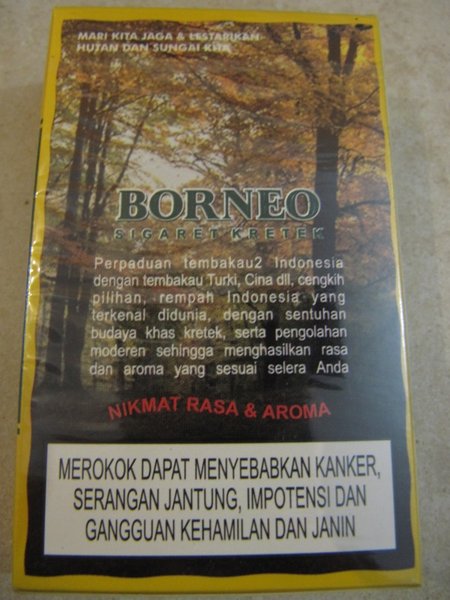 MARI KITA JAGA & LESTARIKAN
HUTAN DAN SUNGAI KITA
BORNEO
SIGARET KRETEK
Perpaduan tembakau2 Indonesia
dengan tembakau Turki, Cina dll, cengkih
pilihan, rempah Indonesia yang
terkenal didunia, dengan sentuhan
budaya khas kretek, serta pengolahan
moderen sehingga menghasilkan rasa
dan aroma yang sesuai selera Anda
NIKMAT RASA & AROMA
MEROKOK DAPAT MENYEBABKAN KANKER,
SERANGAN JANTUNG, IMPOTENSI DAN
GANGGUAN KEHAMILAN DAN JANIN